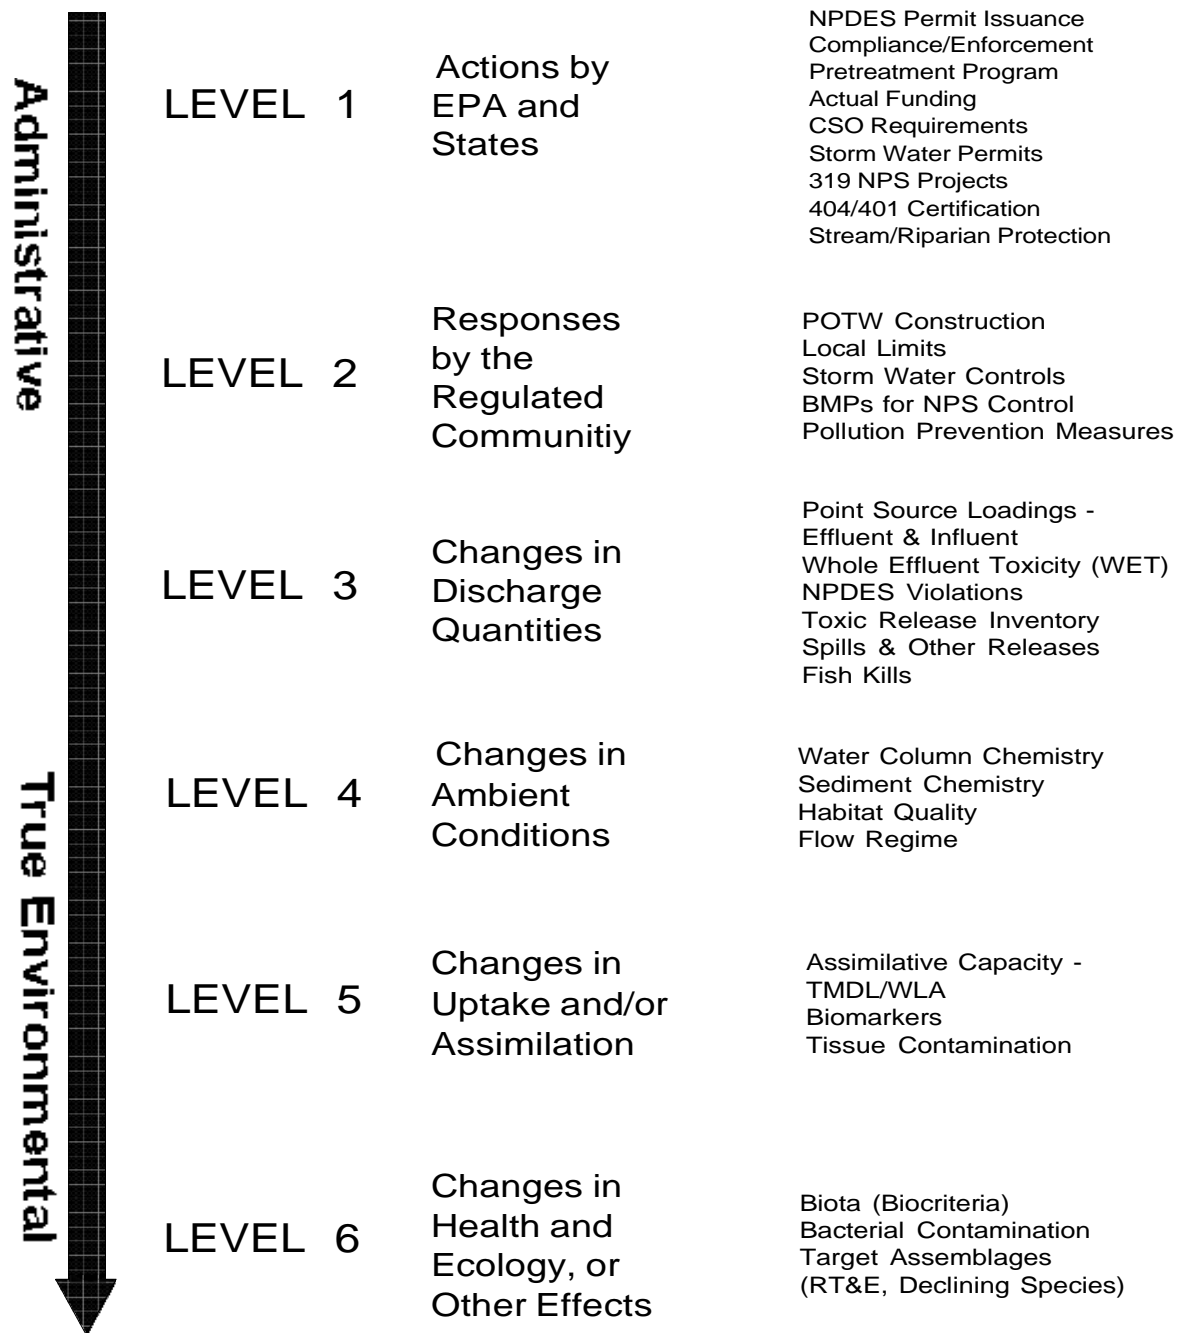 Administrative
True Environmental
LEVEL 1
Actions by
EPA and
States
NPDES Permit Issuance
Compliance/Enforcement
Pretreatment Program
Actual Funding
CSO Requirements
Storm Water Permits
319 NPS Projects
404/401 Certification
Stream/Riparian Protection
LEVEL 2
Responses
by the
Regulated
Communitiy
POTW Construction
Local Limits
Storm Water Controls
BMPs for NPS Control
Pollution Prevention Measures
LEVEL 3
Changes in
Discharge
Quantities
Point Source Loadings -
Effluent & Influent
Whole Effluent Toxicity (WET)
NPDES Violations
Toxic Release Inventory
Spills & Other Releases
Fish Kills
LEVEL 4
Changes in
Ambient
Conditions
Water Column Chemistry
Sediment Chemistry
Habitat Quality
Flow Regime
LEVEL 5
Changes in
Uptake and/or
Assimilation
Assimilative Capacity -
TMDL/WLA
Biomarkers
Tissue Contamination
LEVEL 6
Changes in
Health and
Ecology, or
Other Effects
Biota (Biocriteria)
Bacterial Contamination
Target Assemblages
(RT&E, Declining Species)